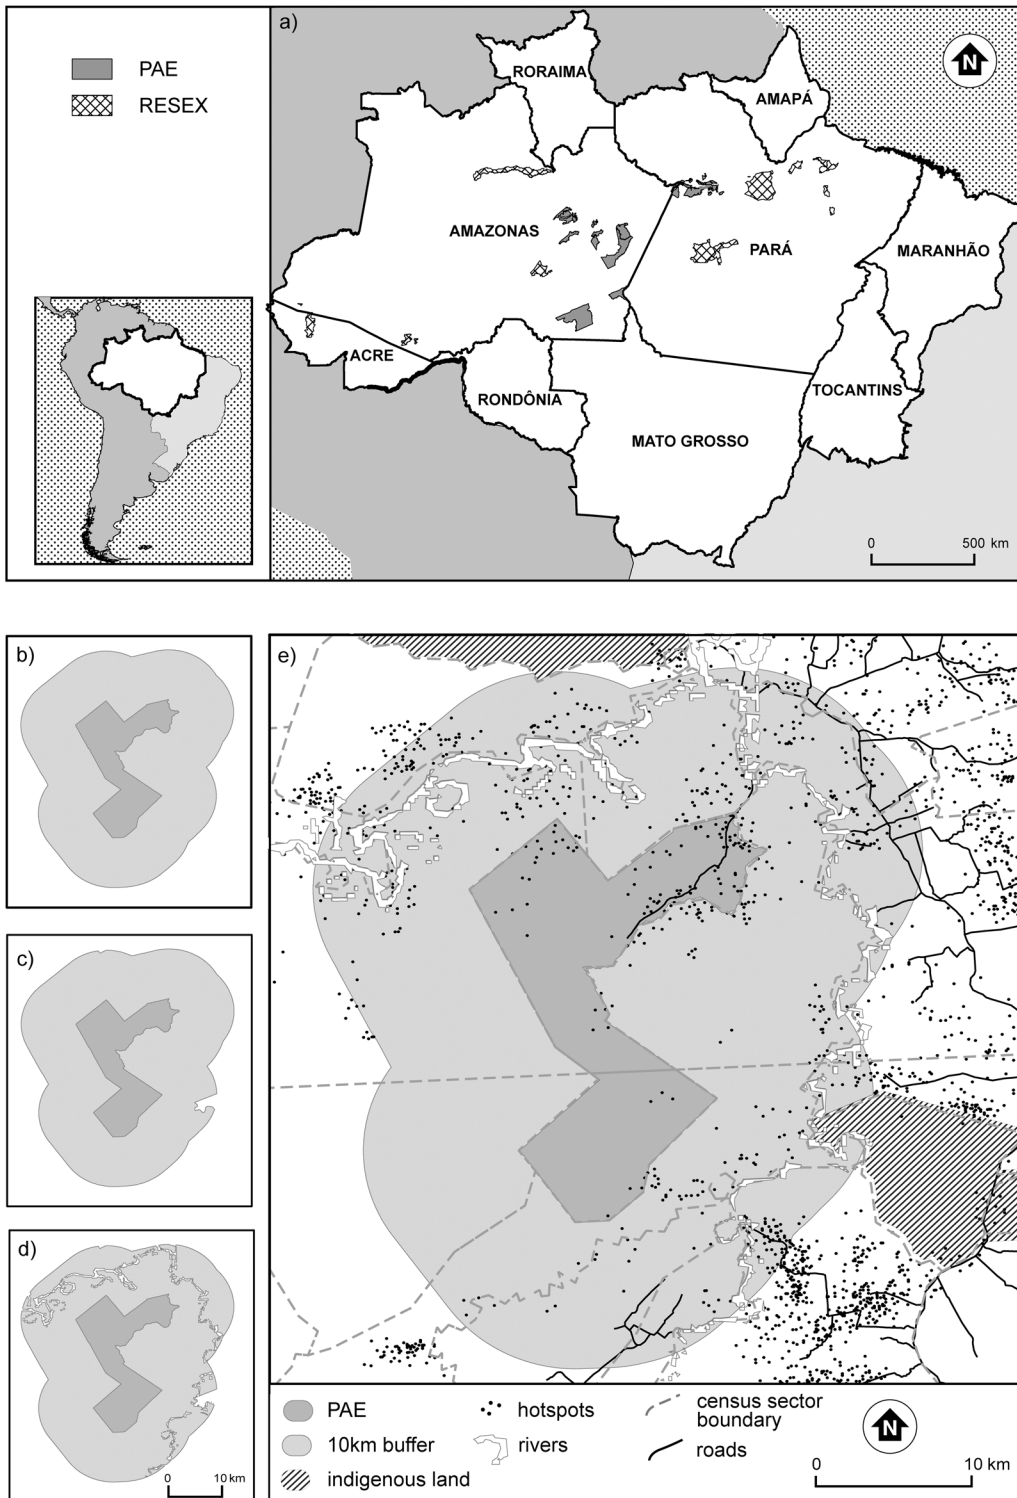 a)
PAE
RESEX
N
RORAIMA
AMAPÁ
AMAZONAS
PARÁ
MARANHÃO
ACRE
RONDÔNIA
TOCANTINS
MATO GROSSO
0 500 km
b)
c)
d)
0 10 km
e)
PAE
10km buffer
indigenous land
hotspots
rivers
census sector
boundary
roads
N
0 10 km